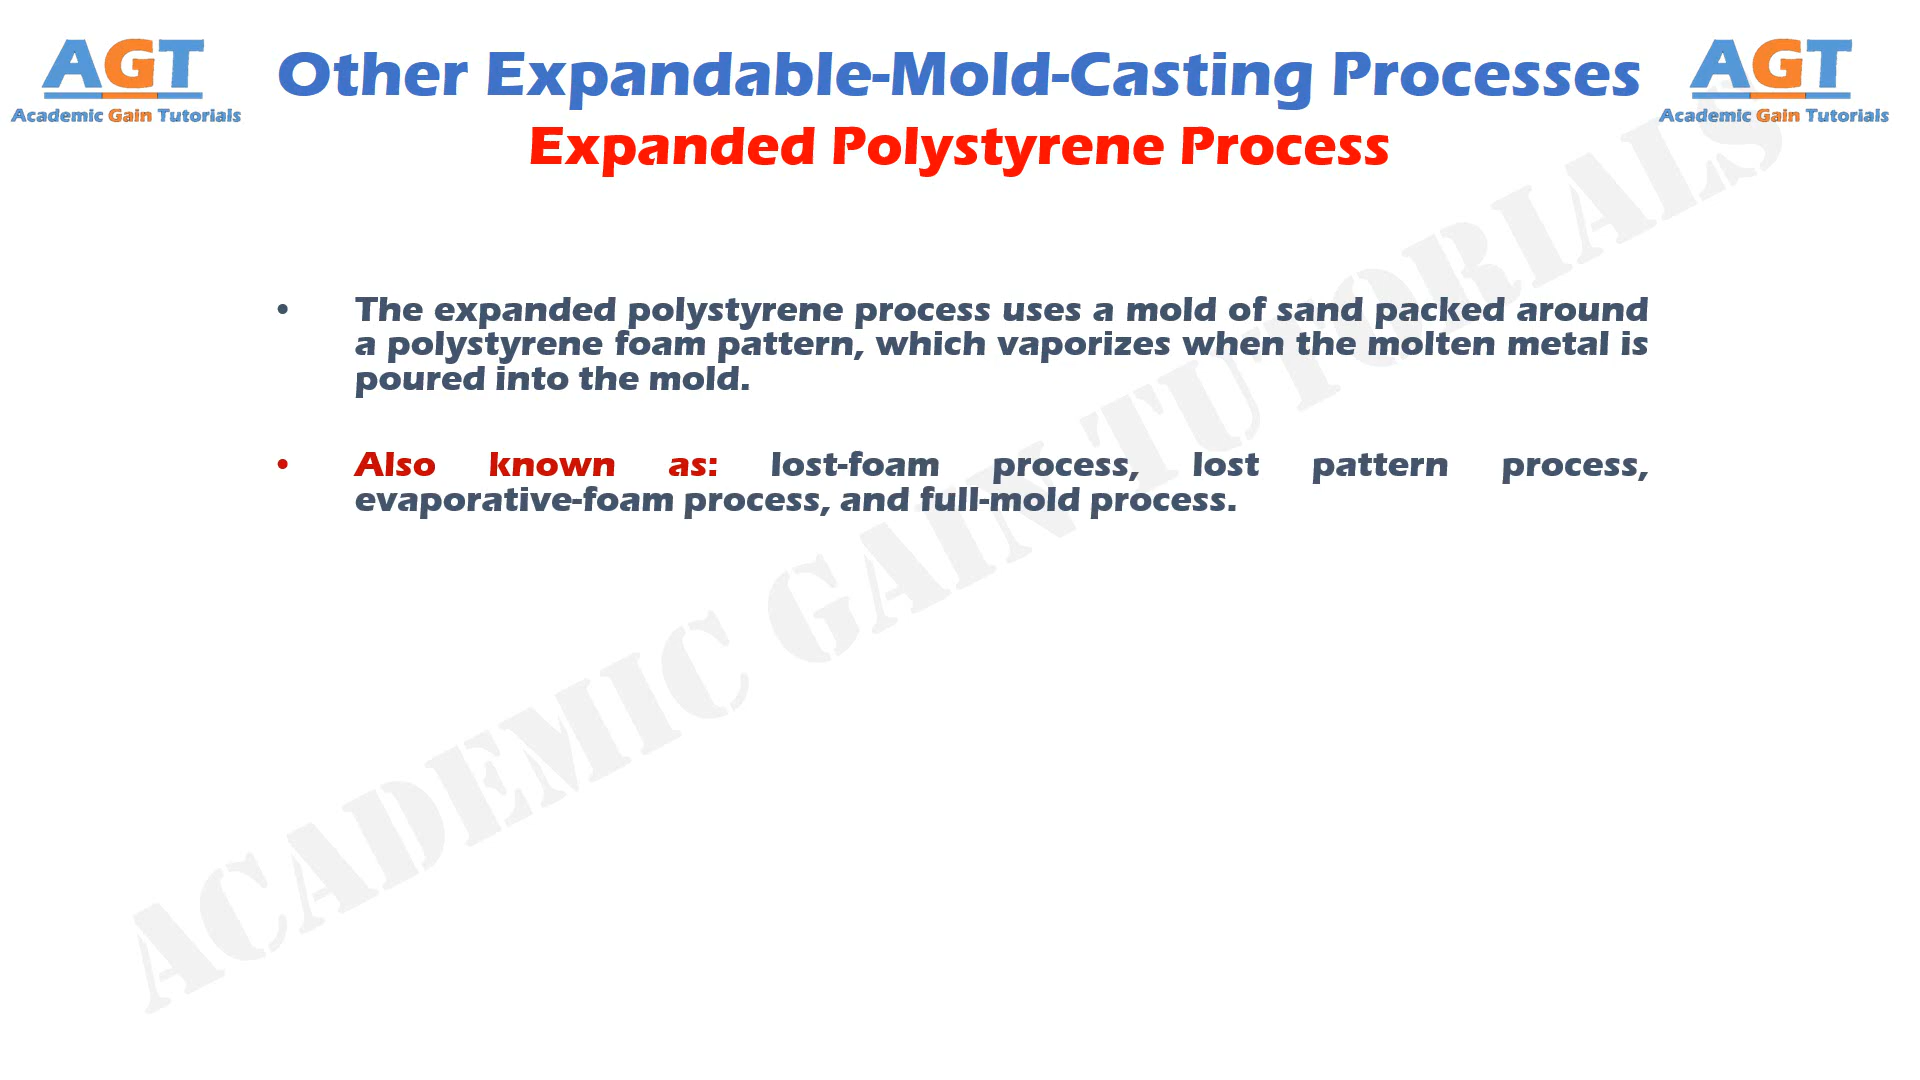 AGT
Academic Gain Tutorials
Other Expandable-Mold-Casting Processes
Expanded Polystyrene Process
AGT
Academic Gain Tutorials
• The expanded polystyrene process uses a mold of sand packed around
a polystyrene foam pattern, which vaporizes when the molten metal is
poured into the mold.
• Also known as: lost-foam process, lost pattern process,
evaporative-foam process, and full-mold process.
ACADEMIC GAIN TUTORIALS